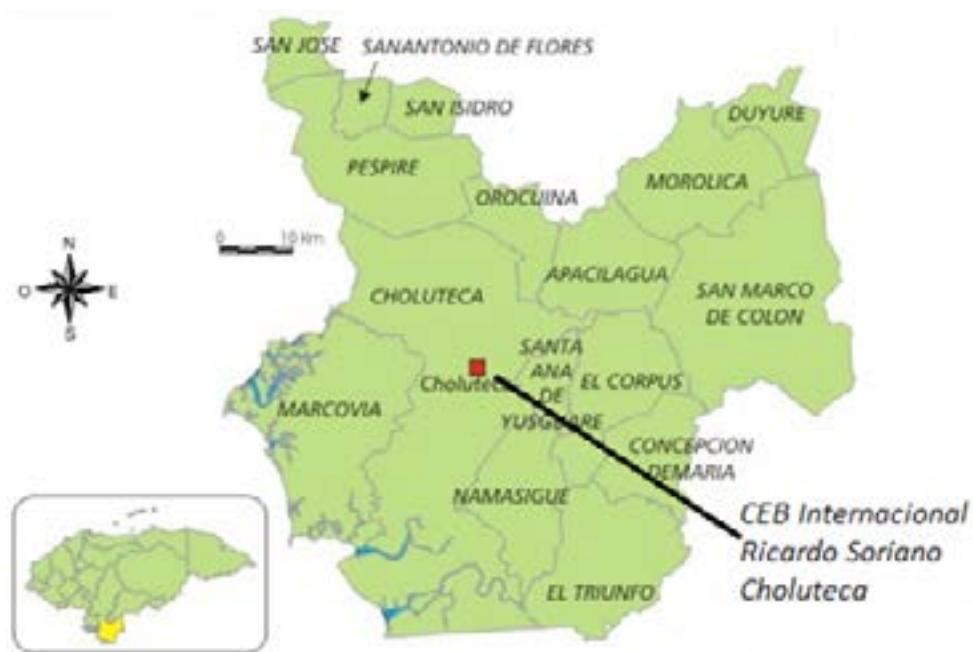 SAN JOSE
SANANTONIO DE FLORES
SAN ISIDRO
DUYURE
PESPIRE
MOROLICA
OROCUINA
N
O
E
S
0
10 Km.
APACILAGUA
CHOLUTECA
SAN MARCO
DE COLON
SANTA
ANA
DE
YUSGUARE
EL CORPUS
Choluteca
MARCOVIA
CONCEPCION
DEMARIA
NAMASIGUE
EL TRIUNFO
CEB Internacional
Ricardo Soriano
Choluteca